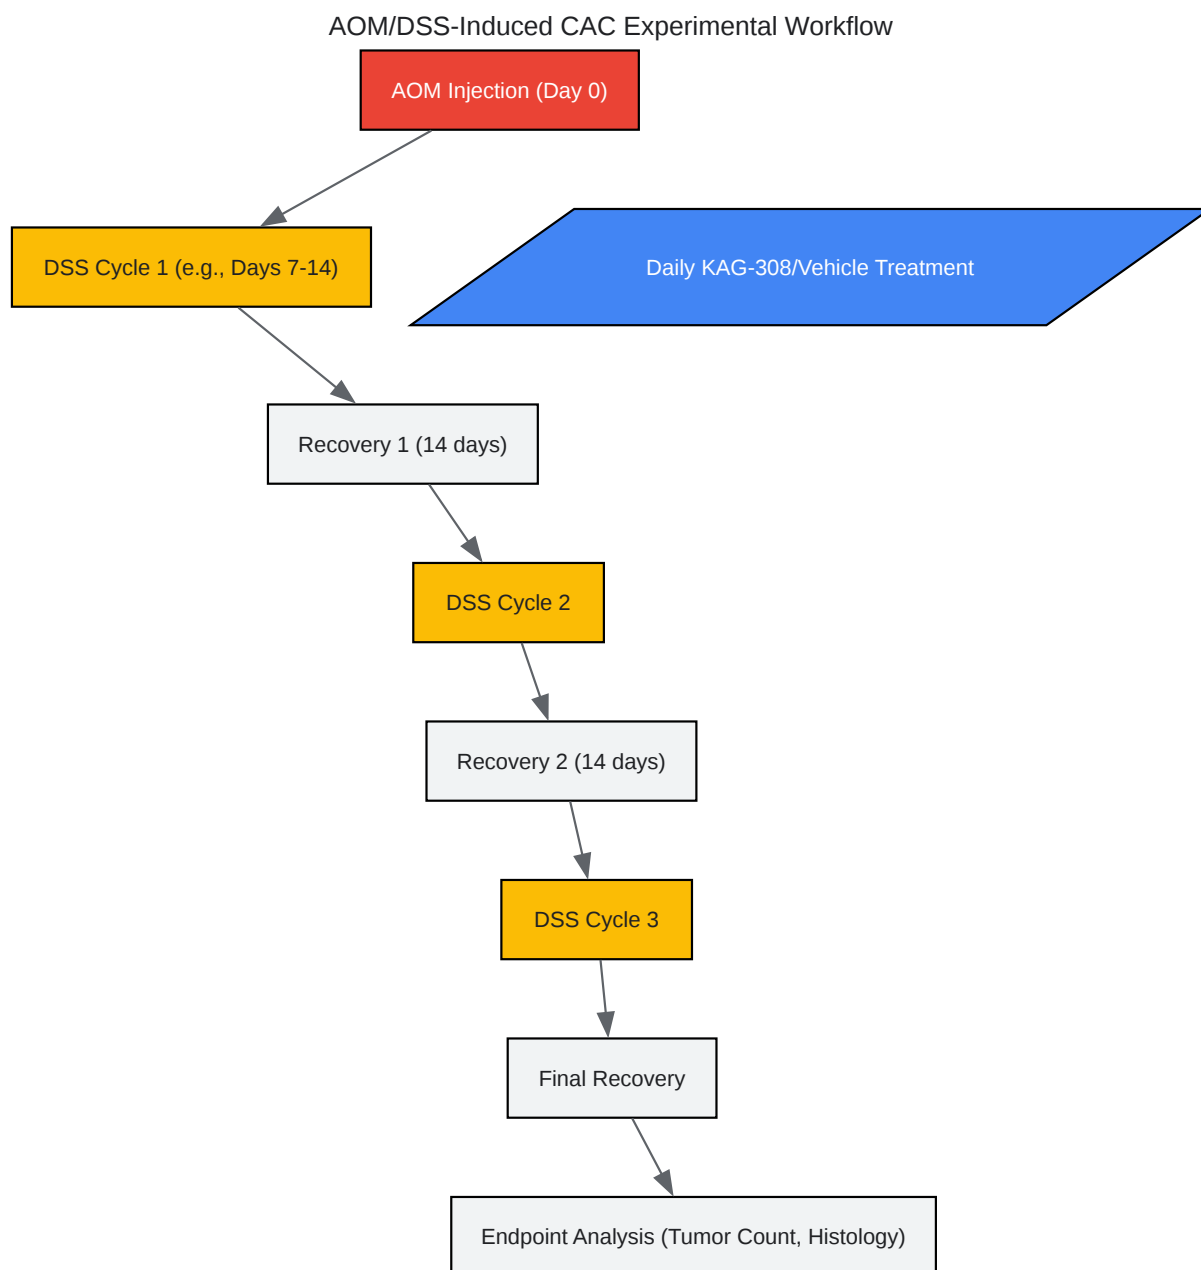 AOM/DSS-Induced CAC Experimental Workflow
AOM Injection (Day 0)
DSS Cycle 1 (e.g., Days 7-14)
Daily KAG-308/Vehicle Treatment
Recovery 1 (14 days)
DSS Cycle 2
Recovery 2 (14 days)
DSS Cycle 3
Final Recovery
Endpoint Analysis (Tumor Count, Histology)